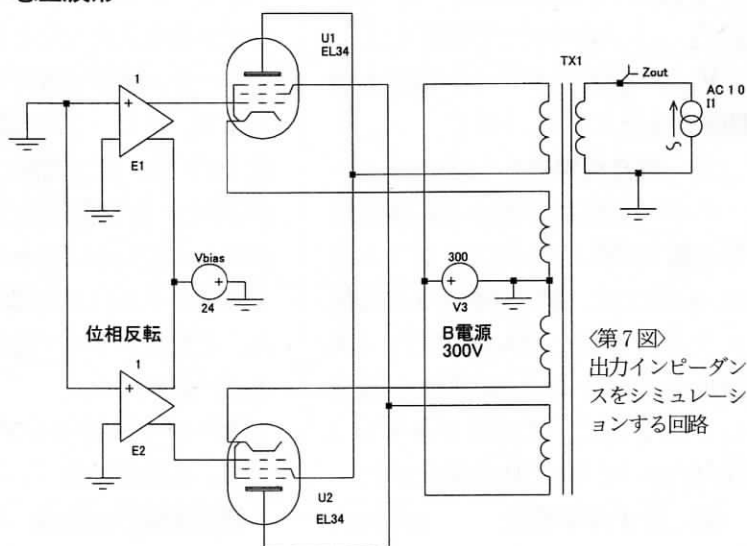 U1
EL34
1
E1
Vbias
24
位相反転
1
E2
U2
EL34
300
V3
B電源
300V
TX1
Zout
AC 1 0
I1
〈第7図〉
出力インピーダン
スをシミュレーシ
ョンする回路